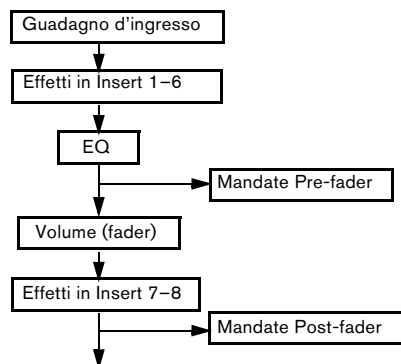 Guadagno d'ingresso
Effetti in Insert 1–6
EQ
Mandate Pre-fader
Volume (fader)
Effetti in Insert 7–8
Mandate Post-fader